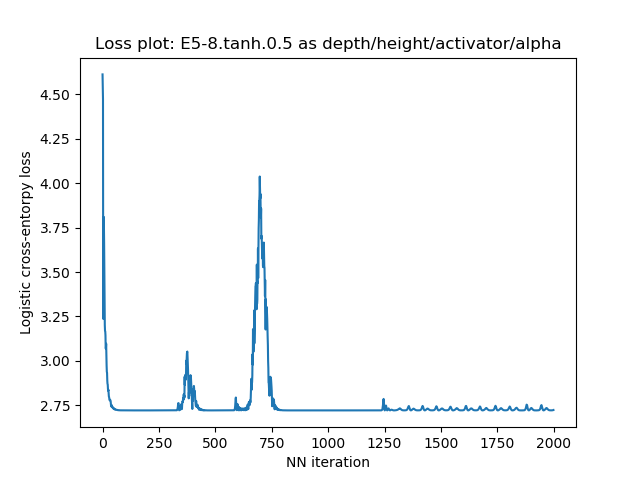 Loss plot: E5-8.tanh.0.5 as depth/height/activator/alpha
4.50
4.25
4.00
3.75
3.50
3.25
3.00
2.75
Logistic cross-entorpy loss
0 250 500 750 1000 1250 1500 1750 2000
NN iteration